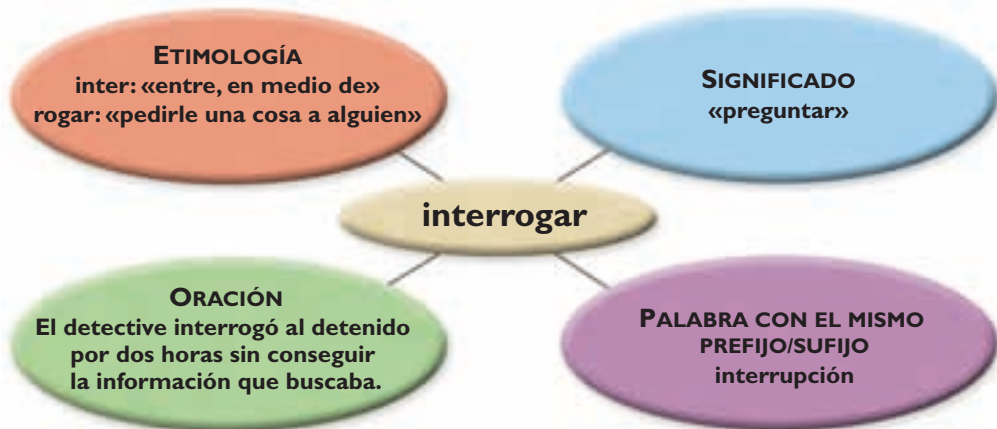 ETIMOLOGÍA
inter: «entre, en medio de»
rogar: «pedirle una cosa a alguien»
SIGNIFICADO
«preguntar»
interrogar
ORACIÓN
El detective interrogó al detenido
por dos horas sin conseguir
la información que buscaba.
PALABRA CON EL MISMO
PREFIJO/SUFIJO
interrupción